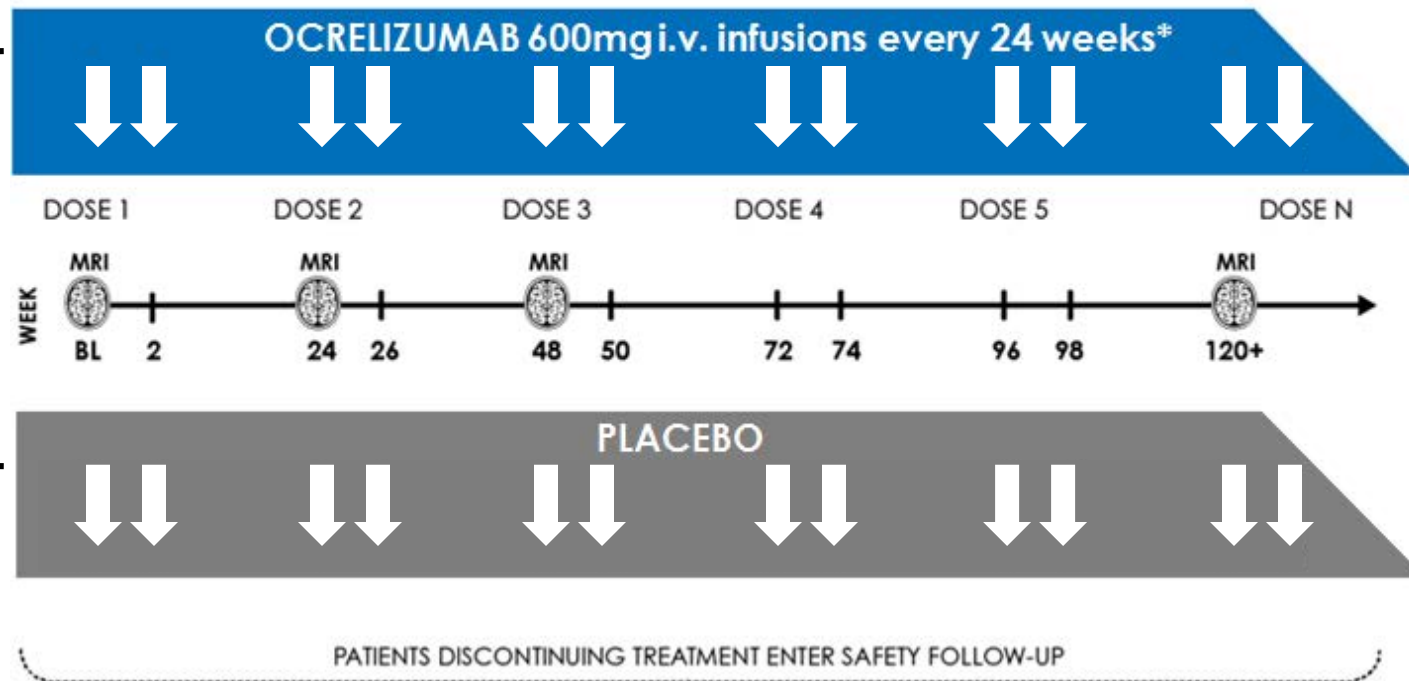 OCRELIZUMAB 600mg i.v. infusions every 24 weeks*
DOSE 1 DOSE 2 DOSE 3 DOSE 4 DOSE 5 DOSE N
MRI MRI MRI MRI
WEEK
BL 2 24 26 48 50 72 74 96 98 120+
PLACEBO
PATIENTS DISCONTINUING TREATMENT ENTER SAFETY FOLLOW-UP